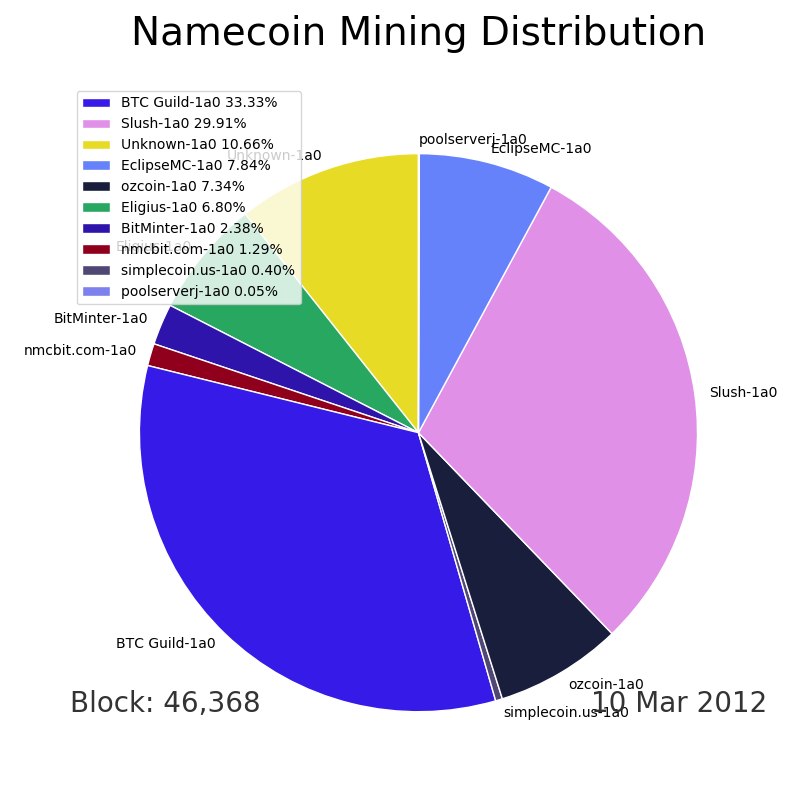 Namecoin Mining Distribution
BTC Guild-1a0 33.33%
Slush-1a0 29.91%
Unknown-1a0 10.66%
EclipseMC-1a0 7.84%
ozcoin-1a0 7.34%
Eligius-1a0 6.80%
BitMinter-1a0 2.38%
nmcbit.com-1a0 1.29%
simplecoin.us-1a0 0.40%
poolserverj-1a0 0.05%
poolserverj-1a0
EclipseMC-1a0
Unknown-1a0
Eligius-1a0
BitMinter-1a0
nmcbit.com-1a0
Slush-1a0
BTC Guild-1a0
ozcoin-1a0
simplecoin.us-1a0
Block: 46,368
10 Mar 2012